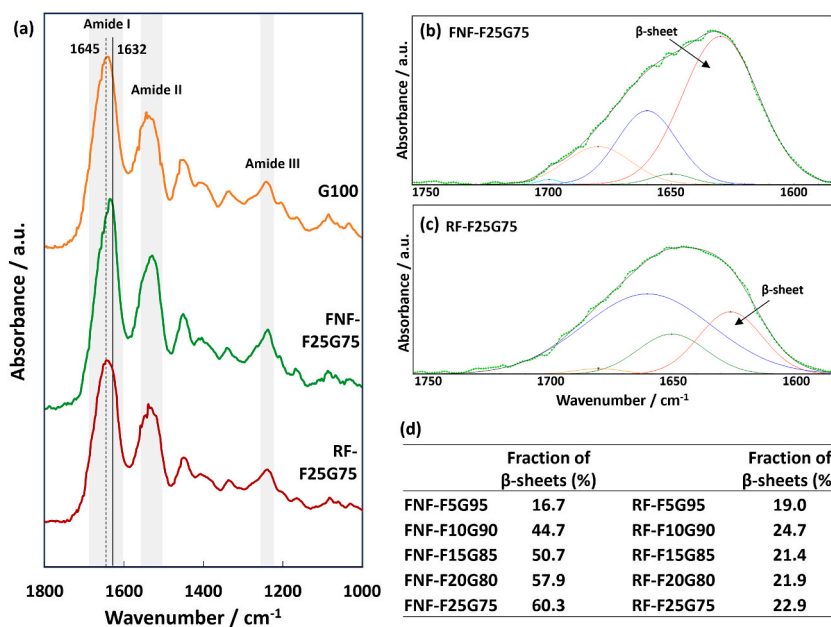 (a)
Amide I
1645
1632
Amide II
Amide III
G100
FNF-
F25G75
RF-
F25G75
Absorbance / a.u.
1800
1600
1400
1200
1000
Wavenumber / cm-1
(b)
FNF-F25G75
β-sheet
Absorbance / a.u.
1750
1700
1650
1600
(c)
RF-F25G75
β-sheet
Absorbance / a.u.
1750
1700
1650
1600
Wavenumber / cm-1
(d)
Fraction of Fraction of
β-sheets (%) β-sheets (%
FNF-F5G95 16.7 RF-F5G95 19.0
FNF-F10G90 44.7 RF-F10G90 24.7
FNF-F15G85 50.7 RF-F15G85 21.4
FNF-F20G80 57.9 RF-F20G80 21.9
FNF-F25G75 60.3 RF-F25G75 22.9